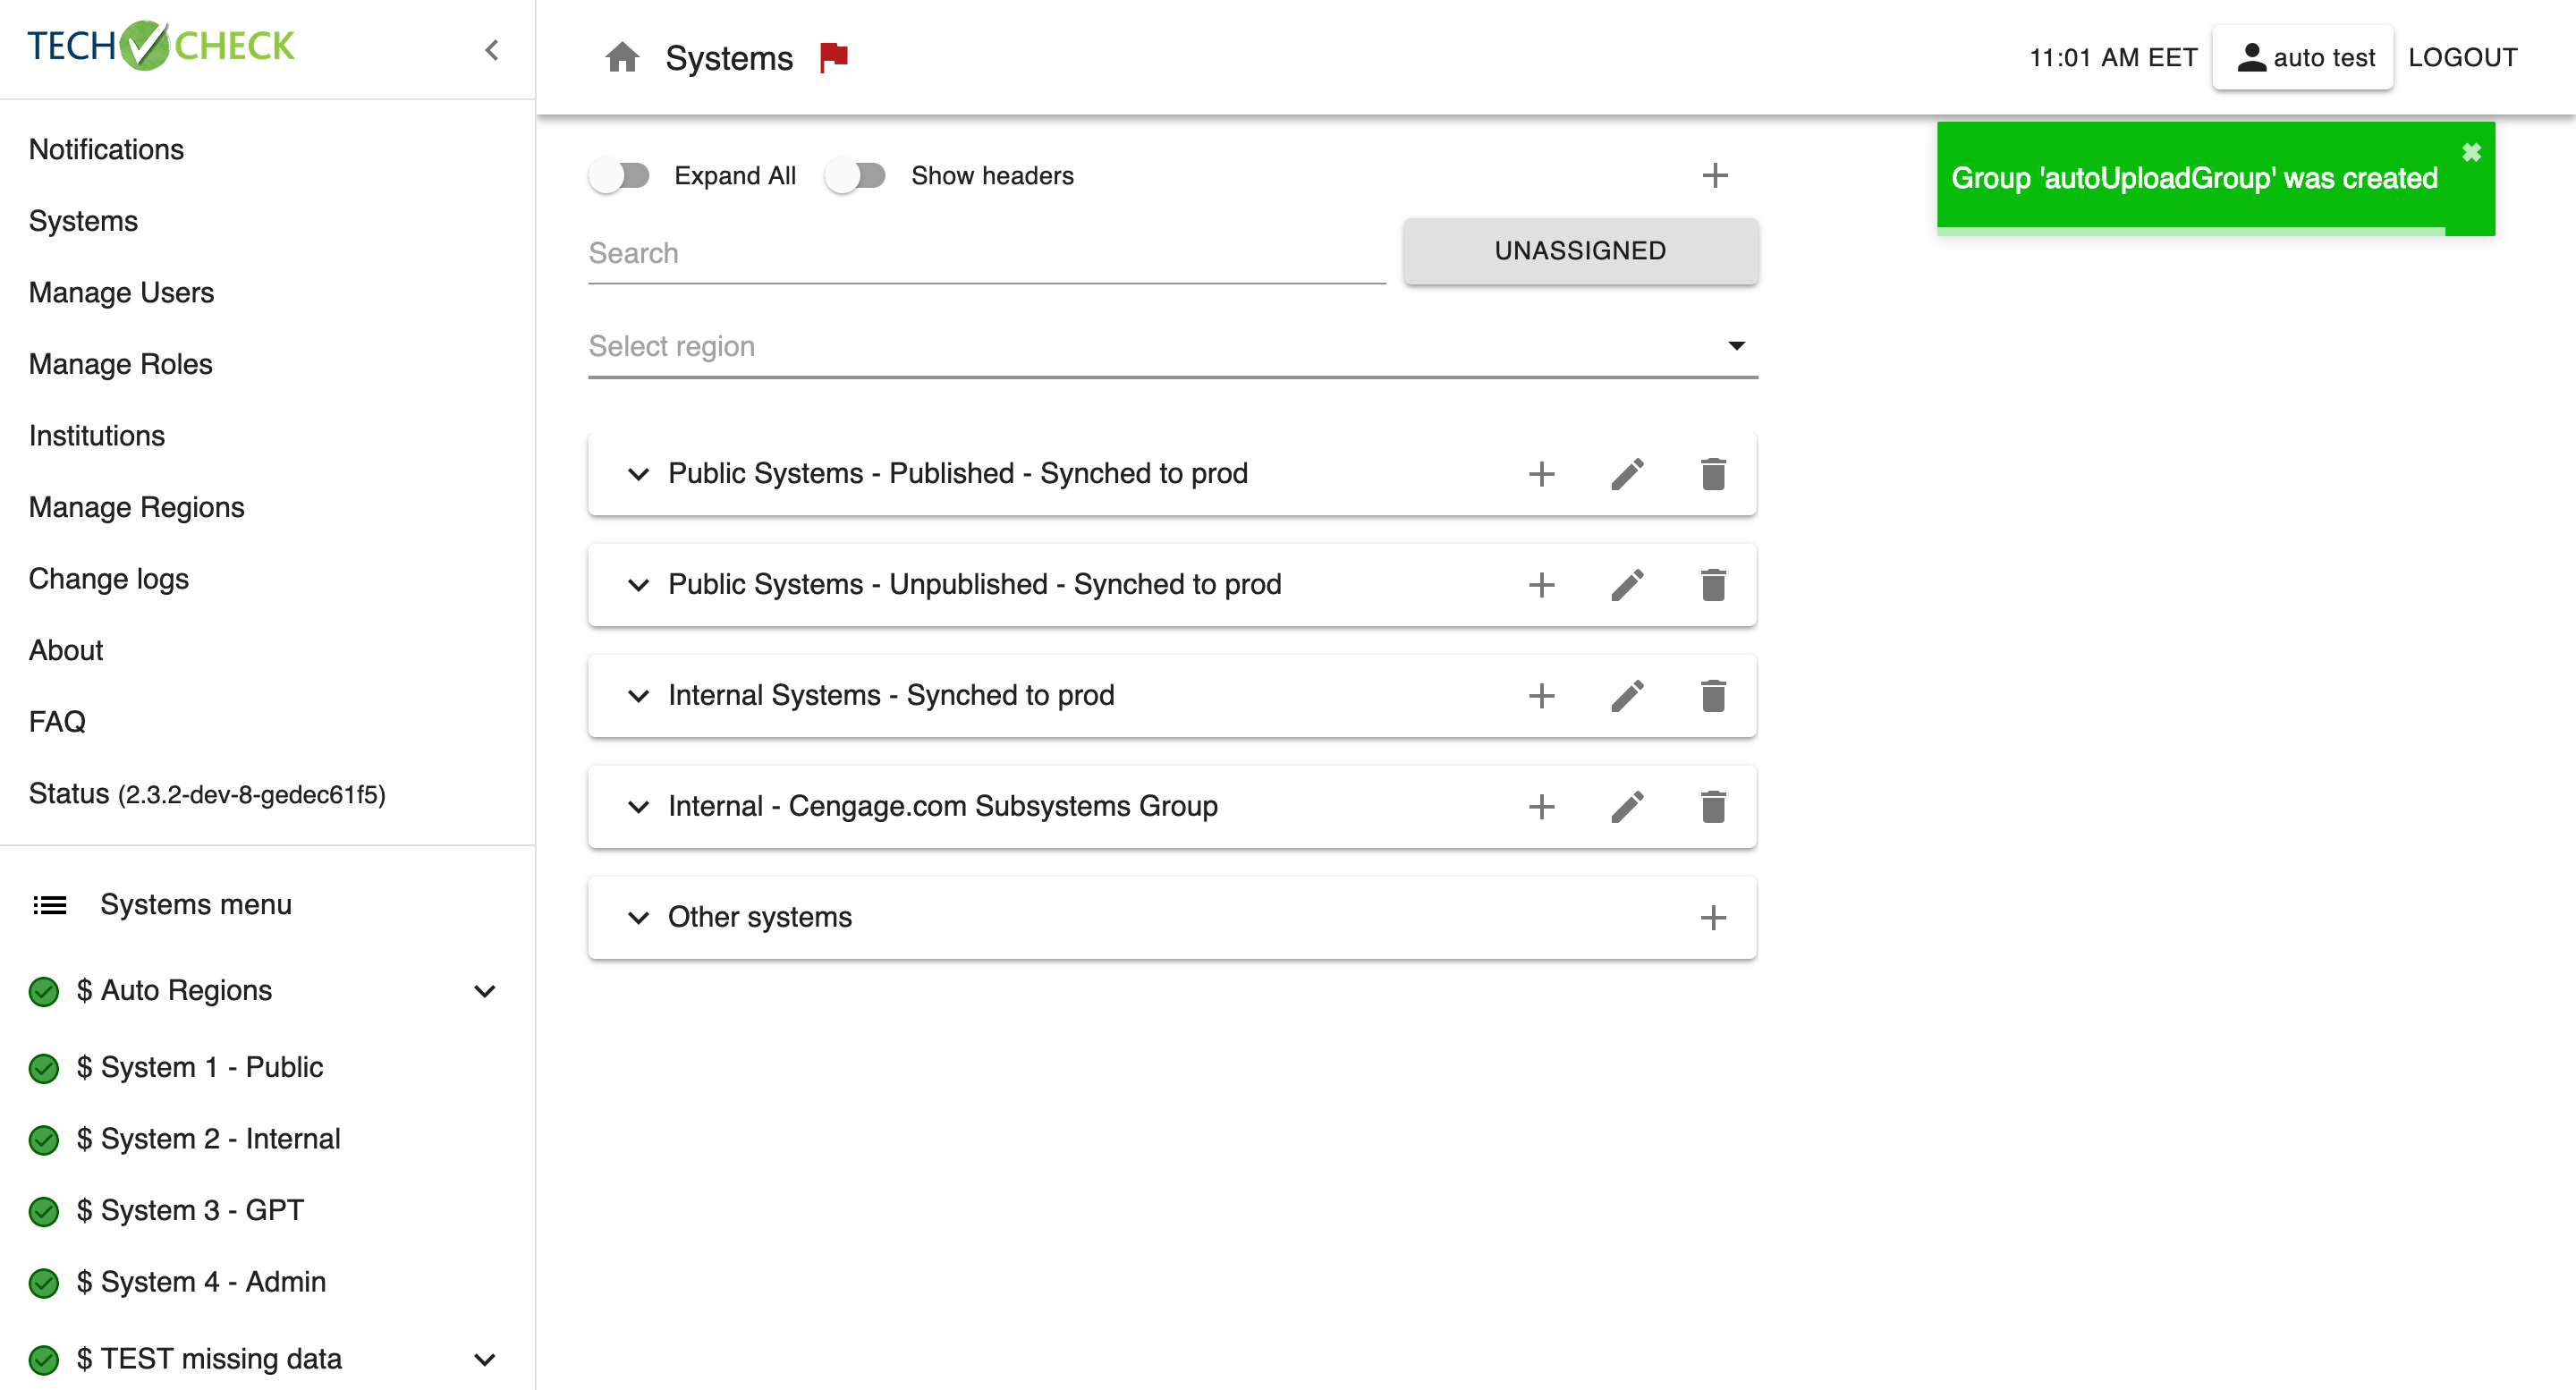 TECH CHECK
Systems
11:01 AM EET
auto test
LOGOUT
Notifications
Systems
Manage Users
Manage Roles
Institutions
Manage Regions
Change logs
About
FAQ
Status (2.3.2-dev-8-gedec61f5)
Systems menu
$ Auto Regions
$ System 1 - Public
$ System 2 - Internal
$ System 3 - GPT
$ System 4 - Admin
$ TEST missing data
Expand All
Show headers
Search
UNASSIGNED
Select region
Public Systems - Published - Synched to prod
Public Systems - Unpublished - Synched to prod
Internal Systems - Synched to prod
Internal - Cengage.com Subsystems Group
Other systems
Group 'autoUploadGroup' was created